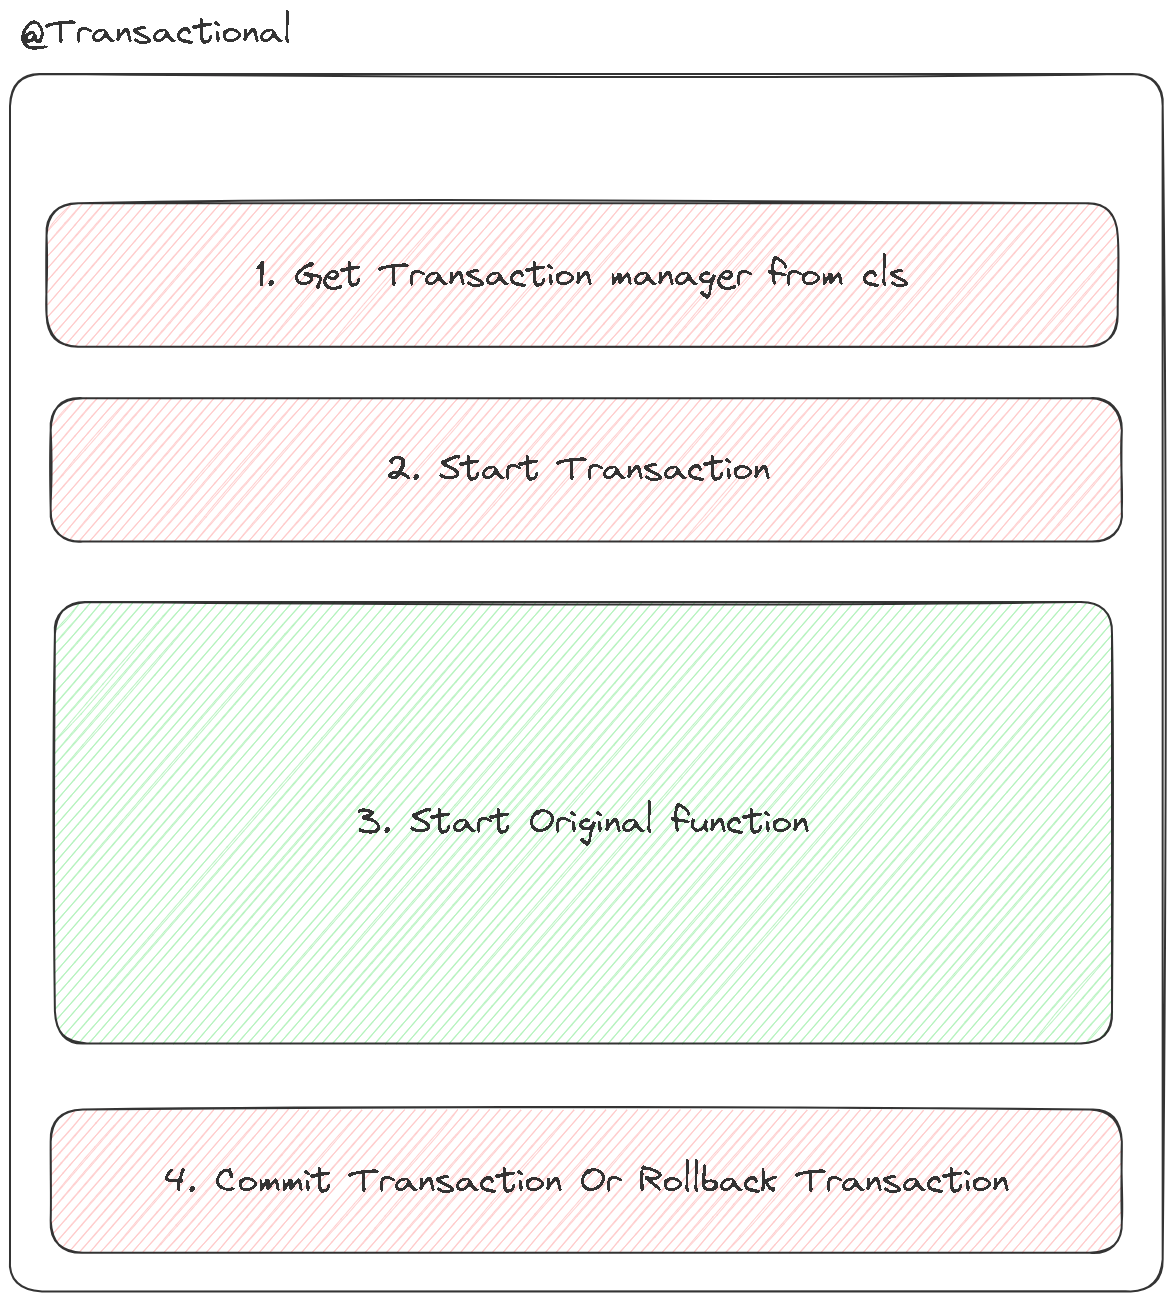 @Transactional
1. Get Transaction manager from cls
2. Start Transaction
3. Start Original function
4. Commit Transaction Or Rollback Transaction